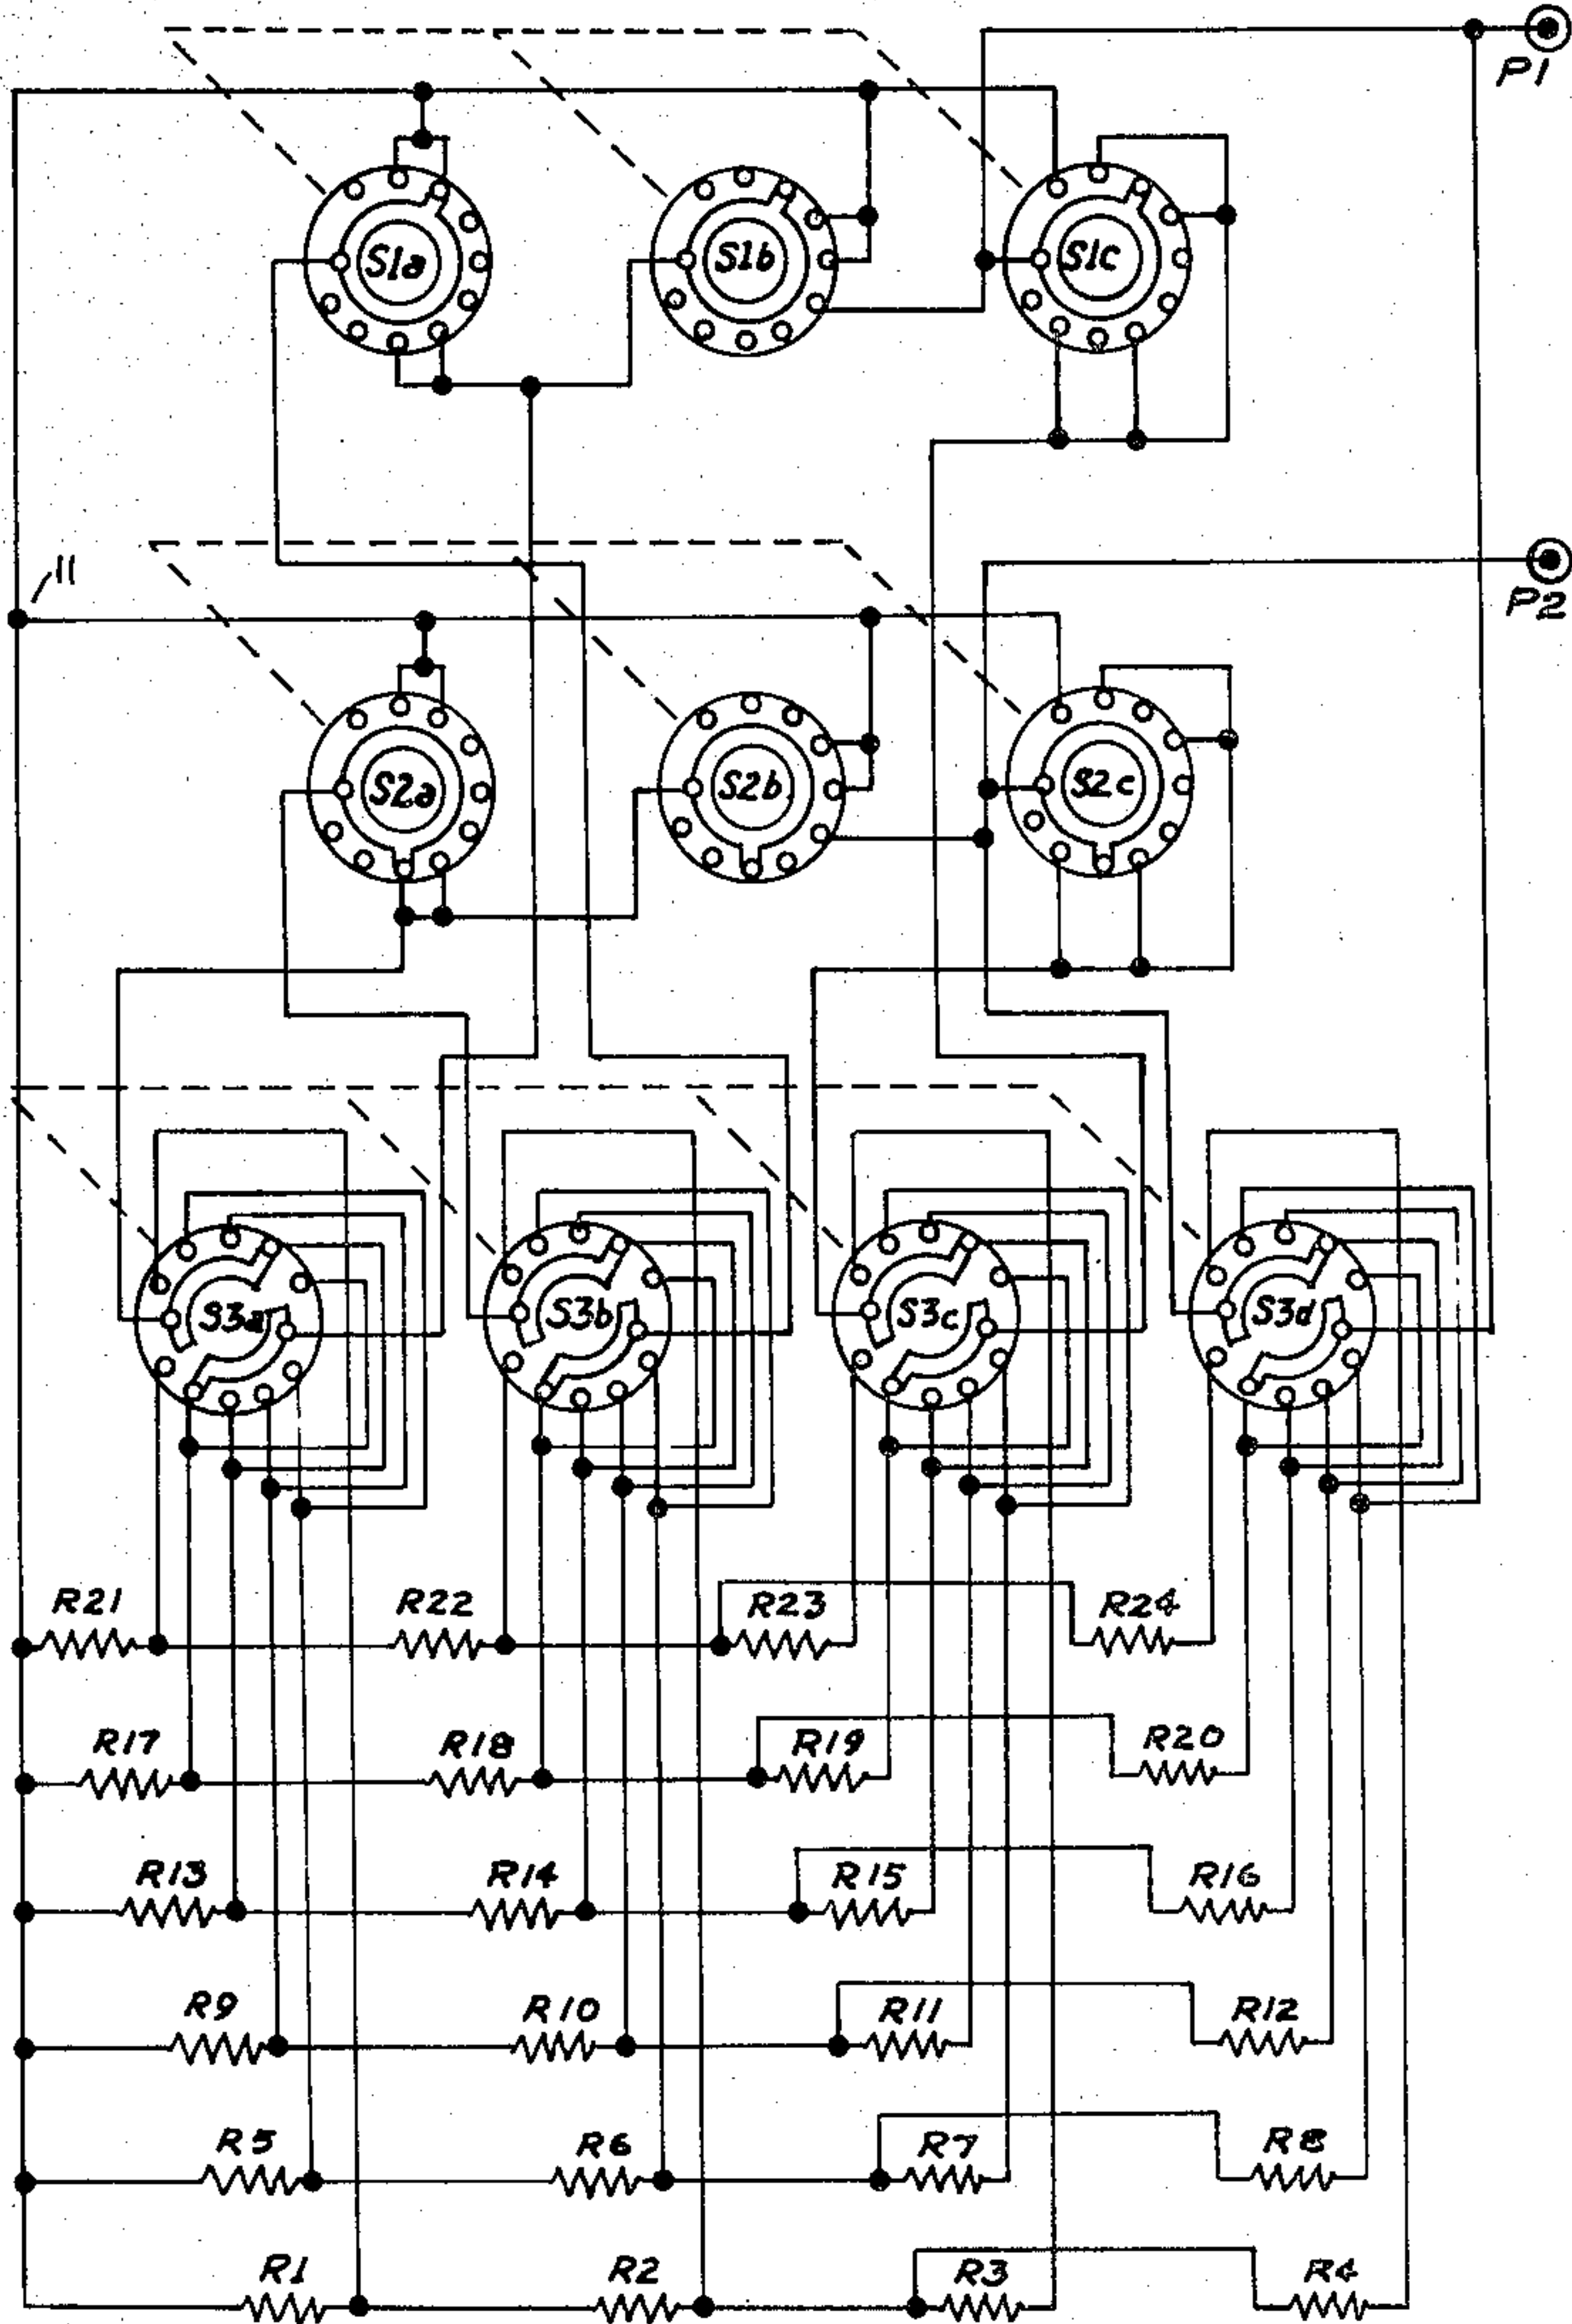 P1
S1a S1b S1c
11
P2
S2a S2b S2c
S3a S3b S3c S3d
R21 R22 R23 R24
R17 R18 R19 R20
R13 R14 R15 R16
R9 R10 R11 R12
R5 R6 R7 R8
R1 R2 R3 R4